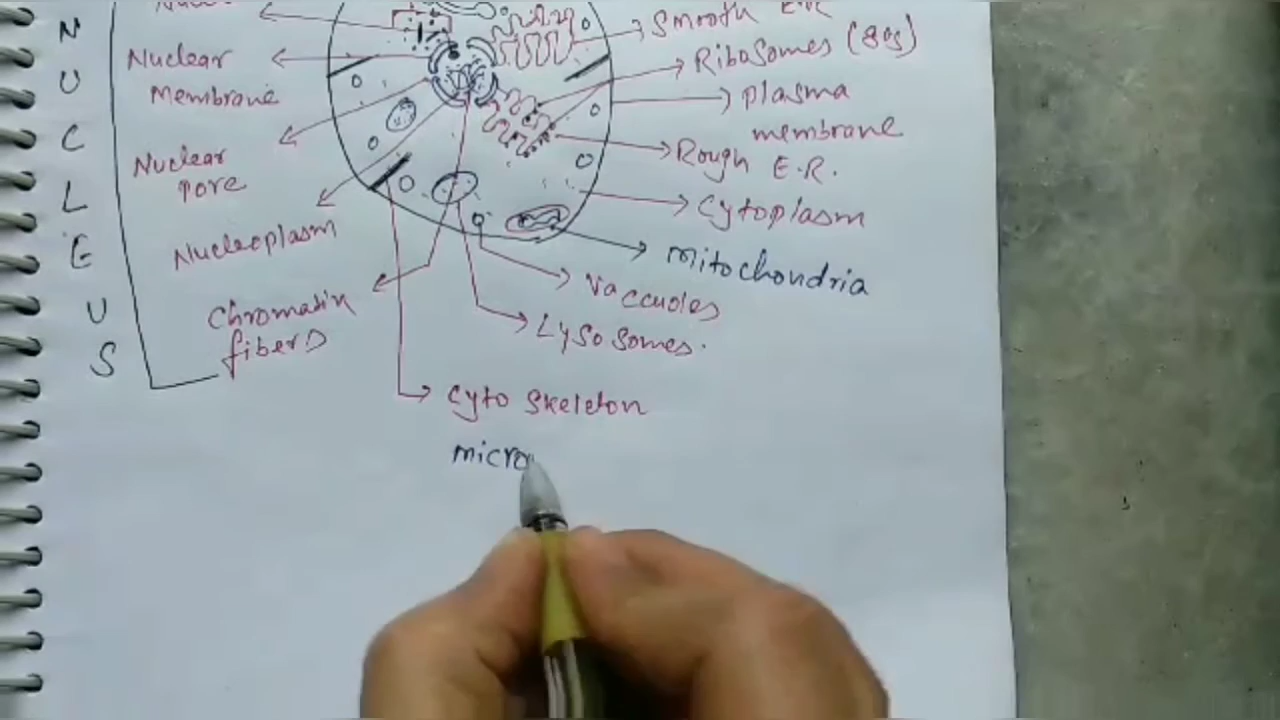 N
U
C
L
E
U
S
Nuclear
Membrane
Nuclear
pore
Nucleoplasm
Chromatin
fibers
Smooth E.R
Ribosomes (80s)
plasma
membrane
Rough E.R.
Cytoplasm
Mitochondria
Vaccuoles
Lysosomes.
Cyto Skeleton
micro